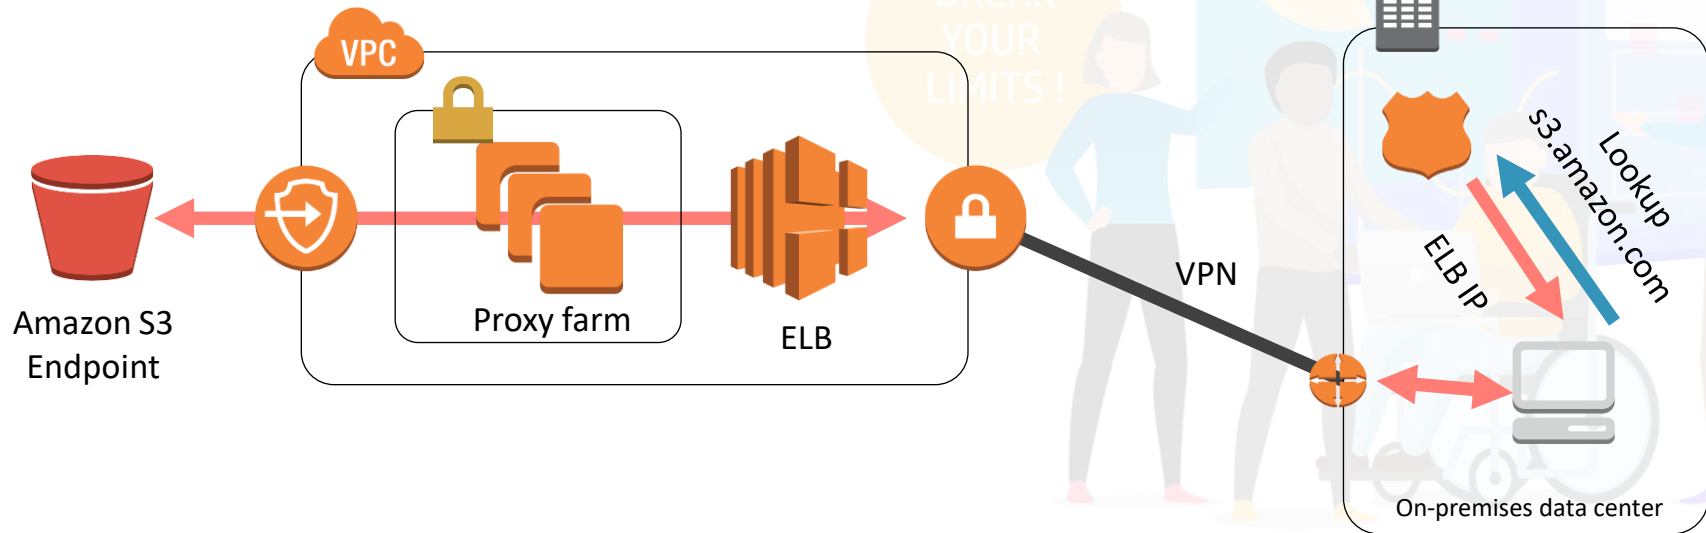 VPC
BREAK
YOUR
LIMITS !
Amazon S3
Endpoint
Proxy farm
ELB
VPN
Lookup
s3.amazon.com
ELB IP
On-premises data center